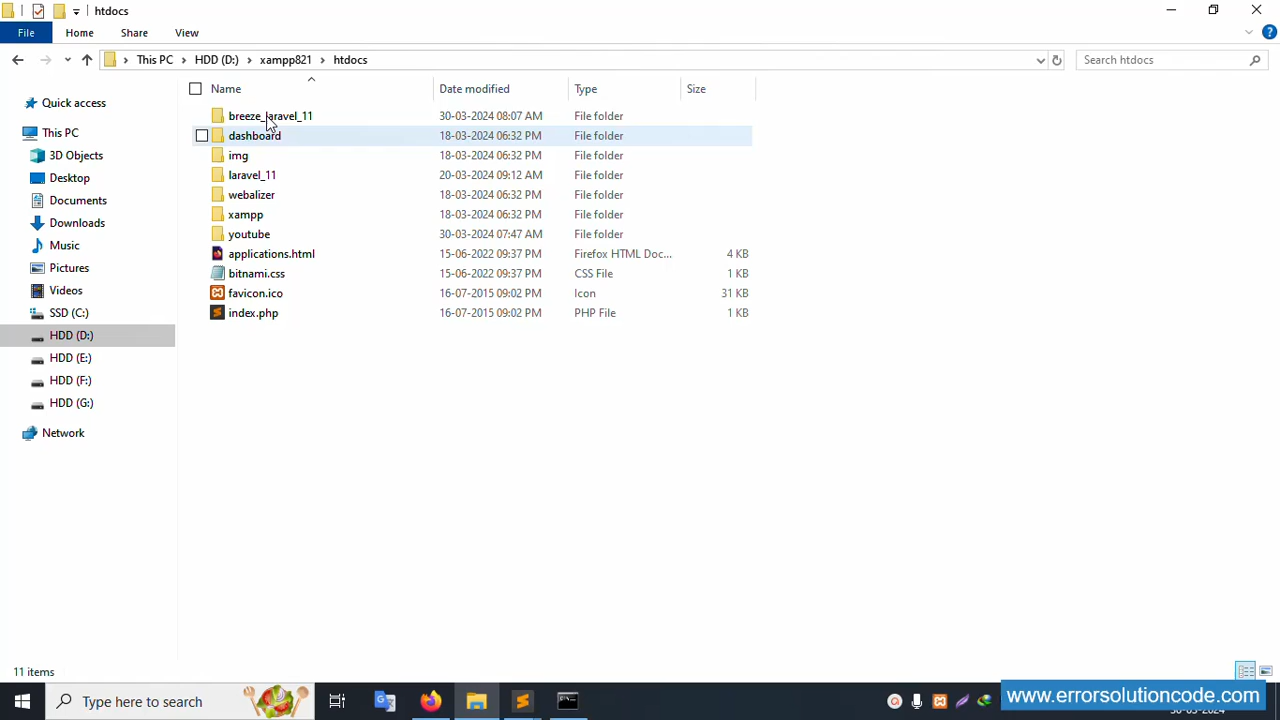 htdocs
File Home Share View
This PC HDD (D:) xampp821 htdocs Search htdocs
Name Date modified Type Size
Quick access
This PC
3D Objects
Desktop
Documents
Downloads
Music
Pictures
Videos
SSD (C:)
HDD (D:)
HDD (E:)
HDD (F:)
HDD (G:)
Network
breeze_laravel_11 30-03-2024 08:07 AM File folder
dashboard 18-03-2024 06:32 PM File folder
img 18-03-2024 06:32 PM File folder
laravel_11 20-03-2024 09:12 AM File folder
webalizer 18-03-2024 06:32 PM File folder
xampp 18-03-2024 06:32 PM File folder
youtube 30-03-2024 07:47 AM File folder
applications.html 15-06-2022 09:37 PM Firefox HTML Doc... 4 KB
bitnami.css 15-06-2022 09:37 PM CSS File 1 KB
favicon.ico 16-07-2015 09:02 PM Icon 31 KB
index.php 16-07-2015 09:02 PM PHP File 1 KB
11 items
Type here to search
www.errorsolutioncode.com